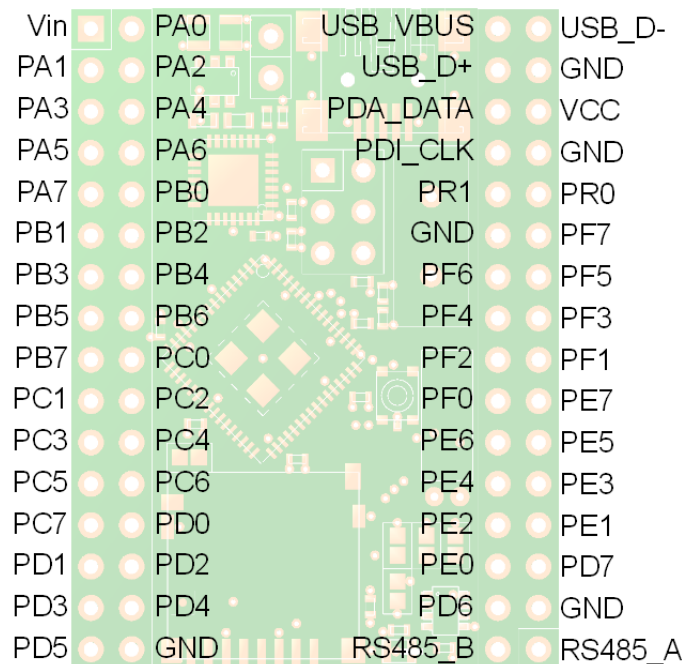 Vin PA0 USB_VBUS USB_D-
PA1 PA2 USB_D+ GND
PA3 PA4 PDA_DATA VCC
PA5 PA6 PDI_CLK GND
PA7 PB0 PR1 PR0
PB1 PB2 GND PF7
PB3 PB4 PF6 PF5
PB5 PB6 PF4 PF3
PB7 PC0 PF2 PF1
PC1 PC2 PF0 PE7
PC3 PC4 PE6 PE5
PC5 PC6 PE4 PE3
PC7 PD0 PE2 PE1
PD1 PD2 PE0 PD7
PD3 PD4 PD6 GND
PD5 GND RS485_B RS485_A